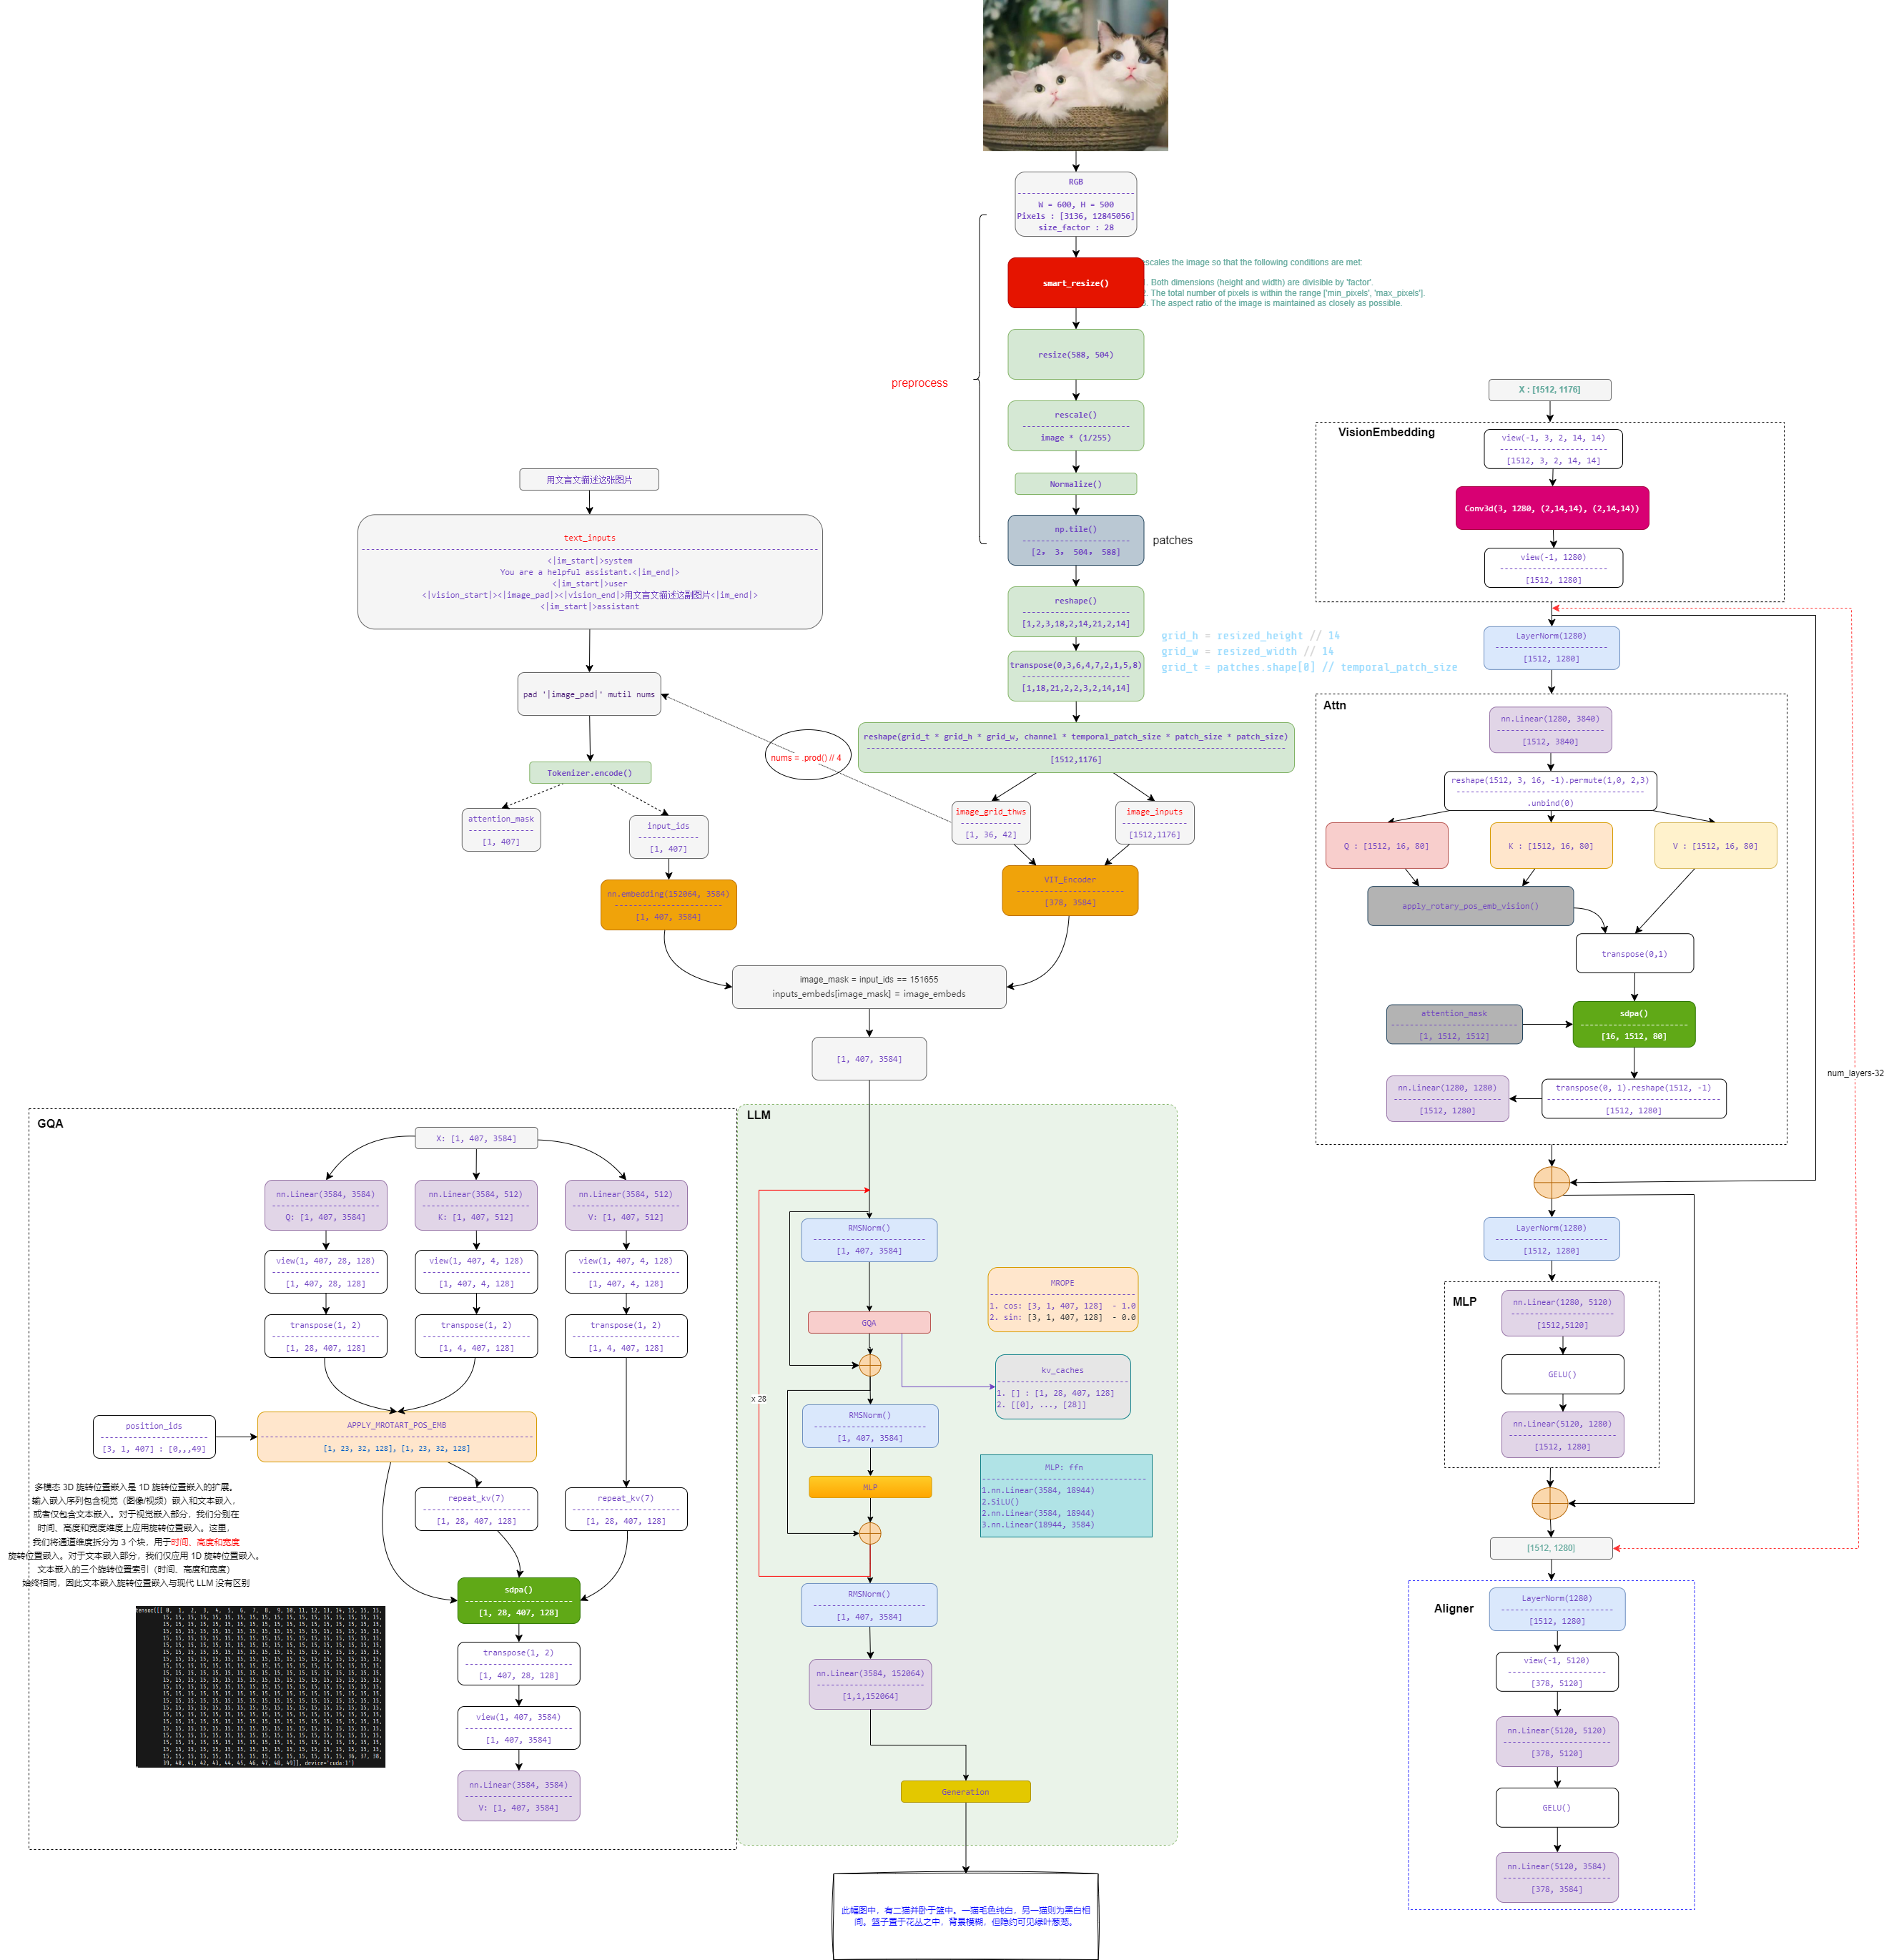 RGB
W = 600, H = 500
Pixels : [3136, 12845056]
size_factor : 28
smart_resize()
escales the image so that the following conditions are met:
1. Both dimensions (height and width) are divisible by 'factor'.
2. The total number of pixels is within the range ['min_pixels', 'max_pixels'].
3. The aspect ratio of the image is maintained as closely as possible.
resize(588, 504)
preprocess
rescale()
image * (1/255)
Normalize()
np.tile()
[2, 3, 504, 588]
patches
reshape()
[1,2,3,18,2,14,21,2,14]
grid_h = resized_height // 14
grid_w = resized_width // 14
grid_t = patches.shape[0] // temporal_patch_size
transpose(0,3,6,4,7,2,1,5,8)
[1,18,21,2,2,3,2,14,14]
reshape(grid_t * grid_h * grid_w, channel * temporal_patch_size * patch_size * patch_size)
[1512,1176]
image_grid_thws
[1, 36, 42]
image_inputs
[1512,1176]
nums = .prod() // 4
VIT_Encoder
[378, 3584]
用文言文描述这张图片
text_inputs
<|im_start|>system
You are a helpful assistant.<|im_end|>
<|im_start|>user
<|vision_start|><|image_pad|><|vision_end|>用文言文描述这副图片<|im_end|>
<|im_start|>assistant
pad '|image_pad|' mutil nums
Tokenizer.encode()
attention_mask
[1, 407]
input_ids
[1, 407]
nn.embedding(152064, 3584)
[1, 407, 3584]
image_mask = input_ids == 151655
inputs_embeds[image_mask] = image_embeds
[1, 407, 3584]
GQA
X: [1, 407, 3584]
nn.Linear(3584, 3584)
Q: [1, 407, 3584]
nn.Linear(3584, 512)
K: [1, 407, 512]
nn.Linear(3584, 512)
V: [1, 407, 512]
view(1, 407, 28, 128)
[1, 407, 28, 128]
view(1, 407, 4, 128)
[1, 407, 4, 128]
view(1, 407, 4, 128)
[1, 407, 4, 128]
transpose(1, 2)
[1, 28, 407, 128]
transpose(1, 2)
[1, 4, 407, 128]
transpose(1, 2)
[1, 4, 407, 128]
position_ids
[3, 1, 407] : [0,,,49]
APPLY_MROTART_POS_EMB
[1, 23, 32, 128], [1, 23, 32, 128]
多模态 3D 旋转位置嵌入是 1D 旋转位置嵌入的扩展。
输入嵌入序列包含视觉（图像/视频）嵌入和文本嵌入，
或者仅包含文本嵌入。对于视觉嵌入部分，我们分别在
时间、高度和宽度维度上应用旋转位置嵌入。这里，
我们将通道维度拆分为 3 个块，用于时间、高度和宽度
旋转位置嵌入。对于文本嵌入部分，我们仅应用 1D 旋转位置嵌入。
文本嵌入的三个旋转位置索引（时间、高度和宽度）
始终相同，因此文本嵌入旋转位置嵌入与现代 LLM 没有区别
repeat_kv(7)
[1, 28, 407, 128]
repeat_kv(7)
[1, 28, 407, 128]
sdpa()
[1, 28, 407, 128]
transpose(1, 2)
[1, 407, 28, 128]
view(1, 407, 3584)
[1, 407, 3584]
nn.Linear(3584, 3584)
V: [1, 407, 3584]
LLM
RMSNorm()
[1, 407, 3584]
GQA
MROPE
1. cos: [3, 1, 407, 128] - 1.0
2. sin: [3, 1, 407, 128] - 0.0
kv_caches
1. [] : [1, 28, 407, 128]
2. [[0], ..., [28]]
x 28
RMSNorm()
[1, 407, 3584]
MLP
MLP: ffn
1.nn.Linear(3584, 18944)
2.SiLU()
2.nn.Linear(3584, 18944)
3.nn.Linear(18944, 3584)
RMSNorm()
[1, 407, 3584]
nn.Linear(3584, 152064)
[1,1,152064]
Generation
此幅图中，有二猫并卧于篮中。一猫毛色纯白，另一猫则为黑白相
间。篮子置于花丛之中，背景模糊，但隐约可见绿叶葱葱。
X : [1512, 1176]
VisionEmbedding
view(-1, 3, 2, 14, 14)
[1512, 3, 2, 14, 14]
Conv3d(3, 1280, (2,14,14), (2,14,14))
view(-1, 1280)
[1512, 1280]
LayerNorm(1280)
[1512, 1280]
Attn
nn.Linear(1280, 3840)
[1512, 3840]
reshape(1512, 3, 16, -1).permute(1,0, 2,3)
.unbind(0)
Q : [1512, 16, 80]
K : [1512, 16, 80]
V : [1512, 16, 80]
apply_rotary_pos_emb_vision()
transpose(0,1)
attention_mask
[1, 1512, 1512]
sdpa()
[16, 1512, 80]
nn.Linear(1280, 1280)
[1512, 1280]
transpose(0, 1).reshape(1512, -1)
[1512, 1280]
num_layers-32
LayerNorm(1280)
[1512, 1280]
MLP
nn.Linear(1280, 5120)
[1512,5120]
GELU()
nn.Linear(5120, 1280)
[1512, 1280]
[1512, 1280]
Aligner
LayerNorm(1280)
[1512, 1280]
view(-1, 5120)
[378, 5120]
nn.Linear(5120, 5120)
[378, 5120]
GELU()
nn.Linear(5120, 3584)
[378, 3584]